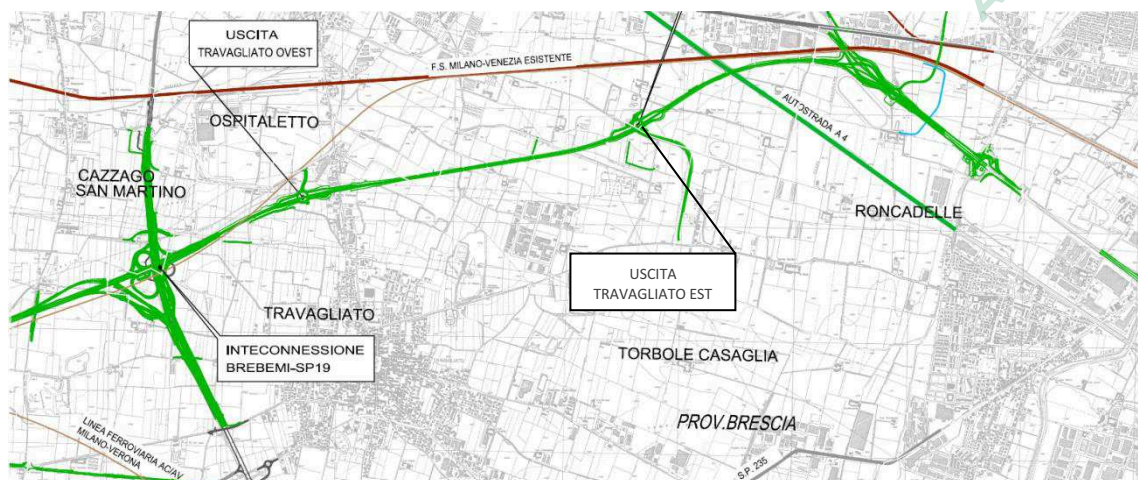 USCITA
TRAVAGLIATO OVEST
F.S. MILANO-VENEZIA ESISTENTE
OSPITALETTO
AUTOSTRADA A 4
CAZZAGO
SAN MARTINO
RONCADELLE
USCITA
TRAVAGLIATO EST
TRAVAGLIATO
INTECONNESSIONE
BREBEMI-SP19
TORBOLE CASAGLIA
PROV.BRESCIA
LINEA FERROVIARIA AC/AV
MILANO-VERONA
S.P. 235